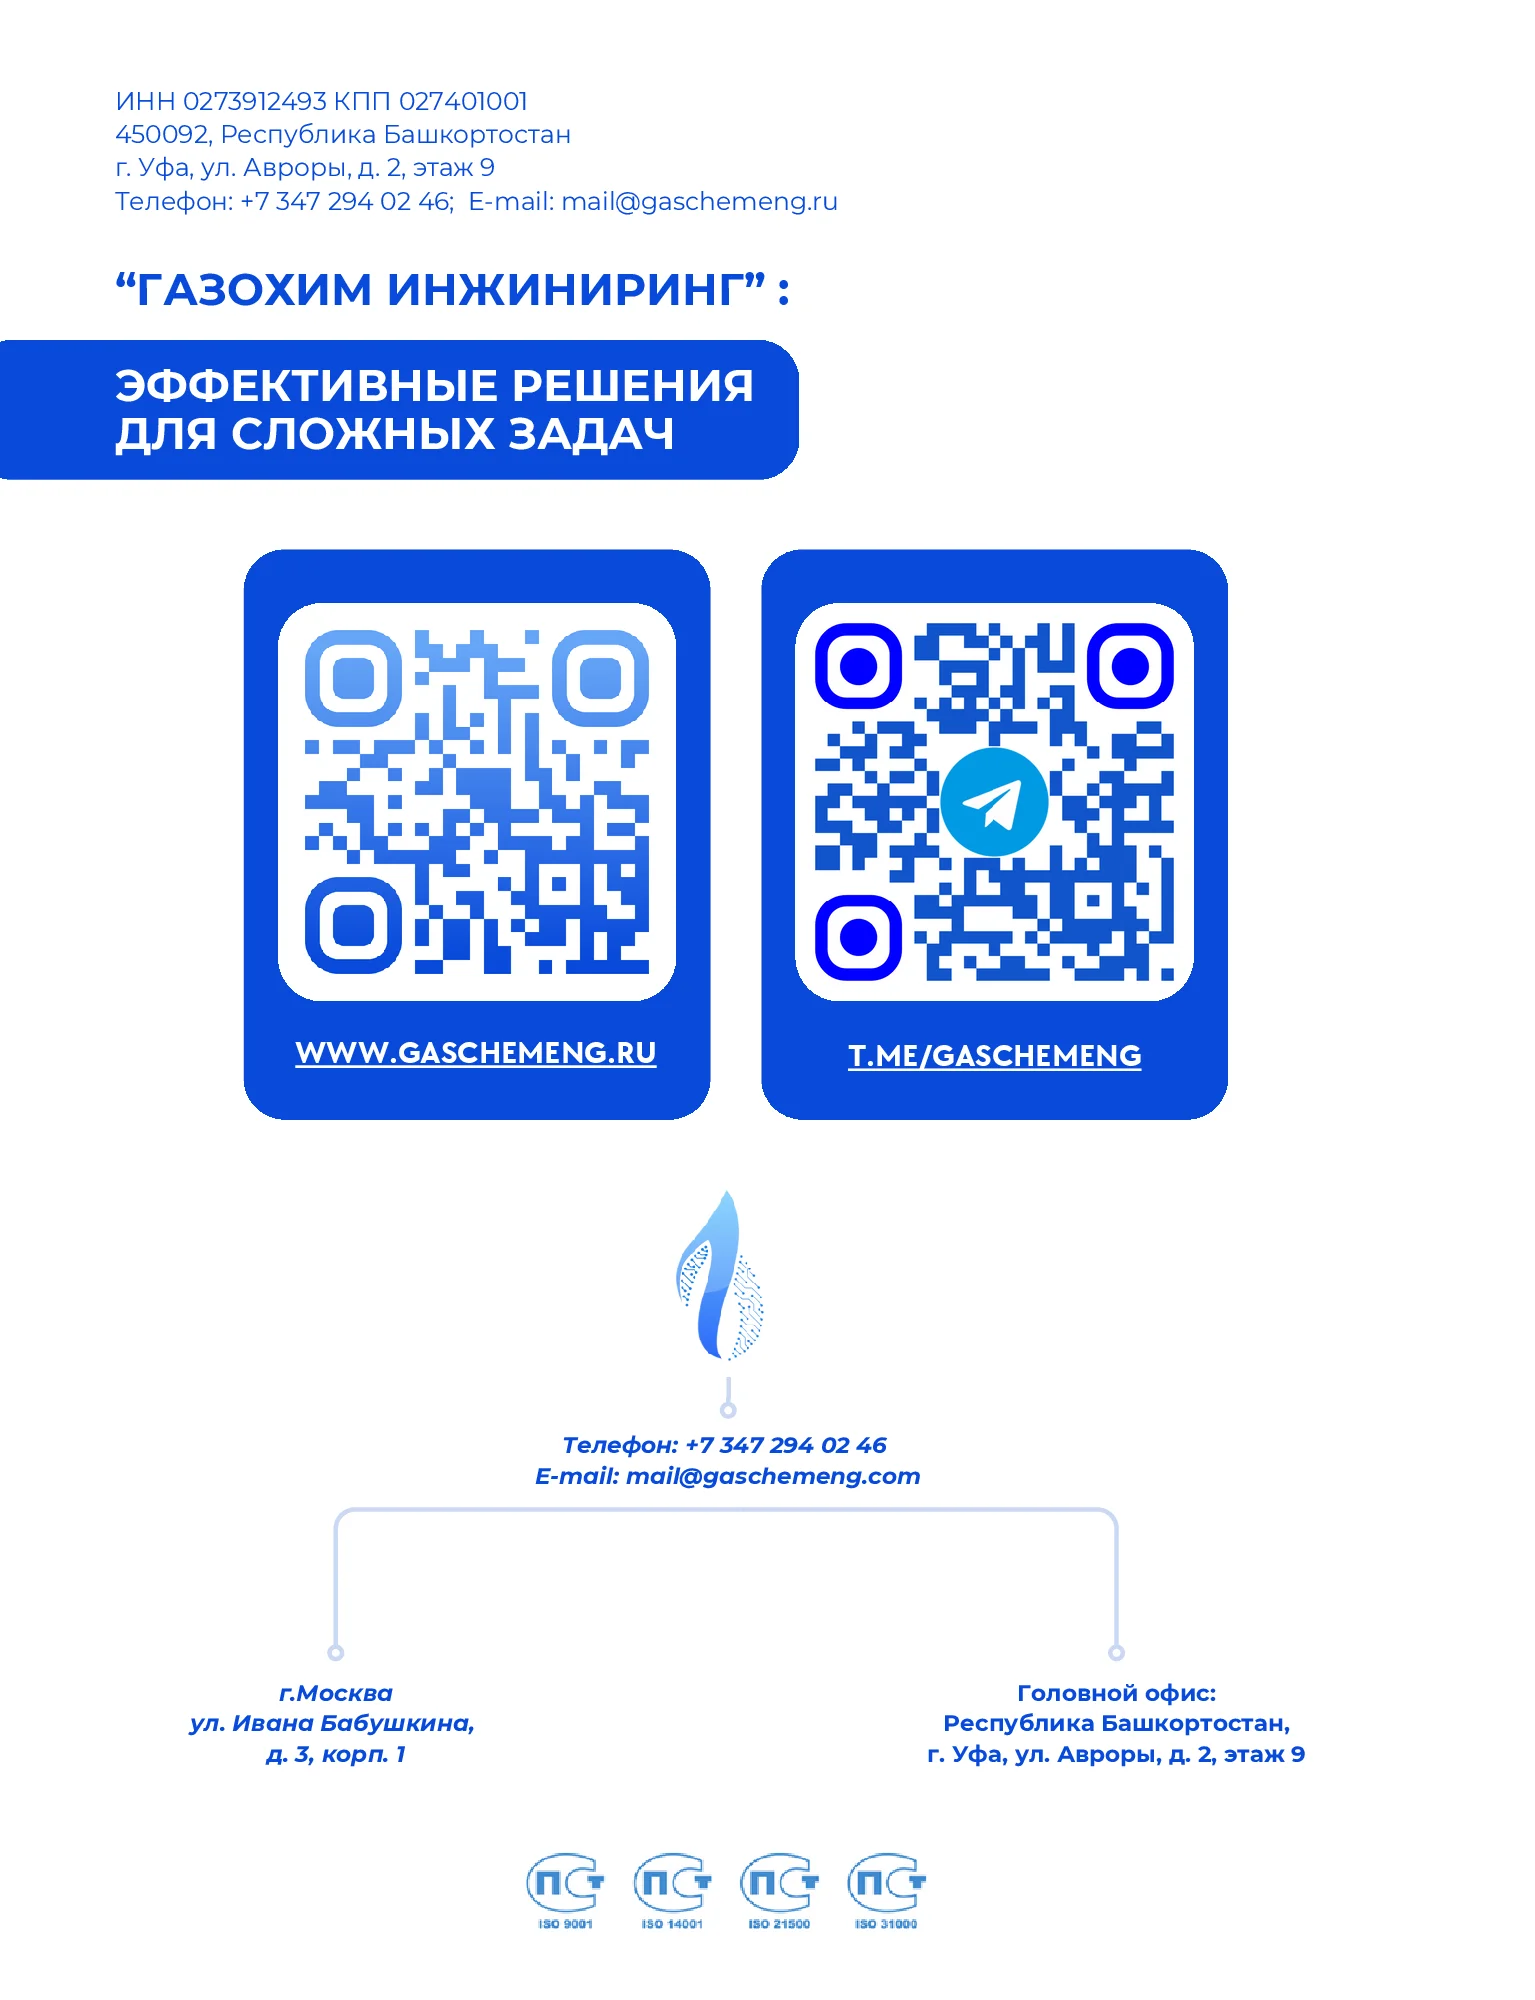 ИНН 0273912493 КПП 027401001
450092, Республика Башкортостан
г. Уфа, ул. Авроры, д. 2, этаж 9
Телефон: +7 347 294 02 46;  E-mail: mail@gaschemeng.ru
“ГАЗОХИМ ИНЖИНИРИНГ” :
ЭФФЕКТИВНЫЕ РЕШЕНИЯ
ДЛЯ СЛОЖНЫХ ЗАДАЧ
WWW.GASCHEMENG.RU
T.ME/GASCHEMENG
Телефон: +7 347 294 02 46
E-mail: mail@gaschemeng.com
г.Москва
ул. Ивана Бабушкина,
д. 3, корп. 1
Головной офис:
Республика Башкортостан,
г. Уфа, ул. Авроры, д. 2, этаж 9
ПСТ ПСТ ПСТ ПСТ
ISO 9001 ISO 14001 ISO 21500 ISO 31000